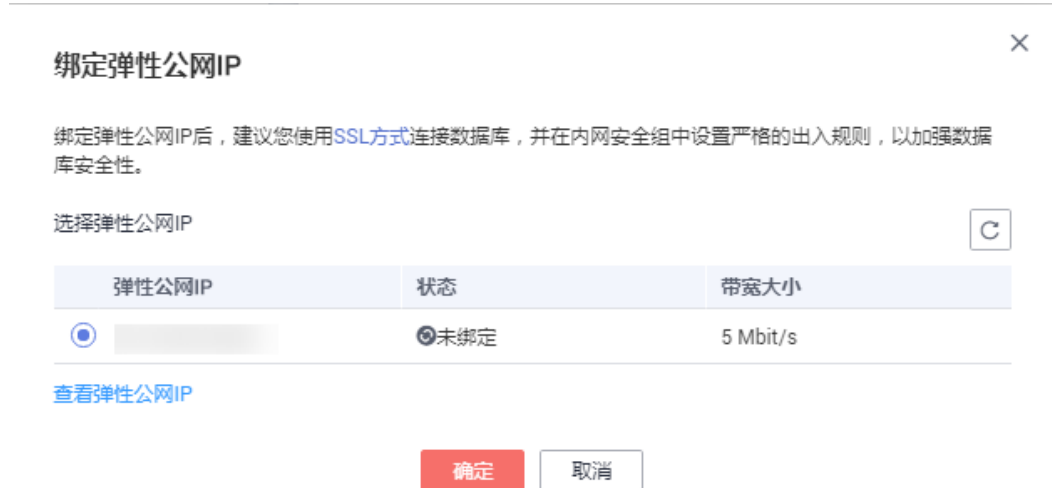 绑定弹性公网IP
绑定弹性公网IP后，建议您使用SSL方式连接数据库，并在内网安全组中设置严格的出入规则，以加强数据
库安全性。
选择弹性公网IP
弹性公网IP 状态 带宽大小
未绑定 5 Mbit/s
查看弹性公网IP
确定 取消